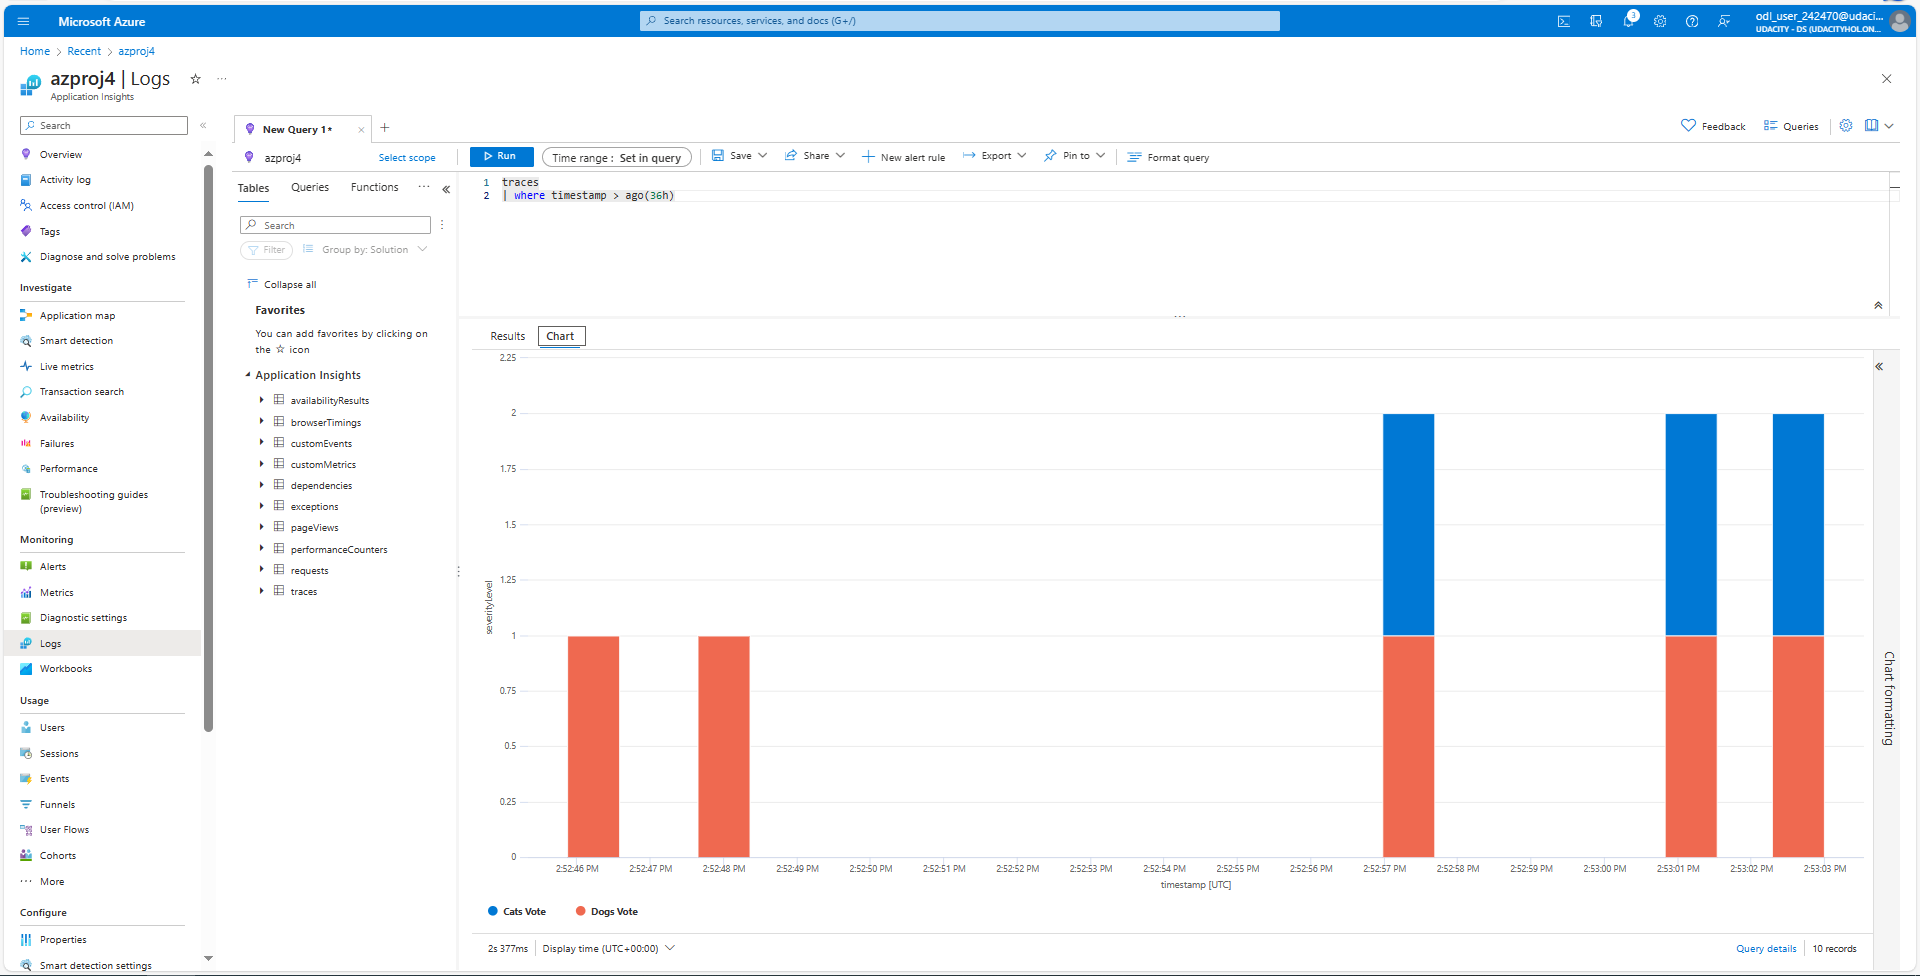 Microsoft Azure
Search resources, services, and docs (G+/)
3
odl_user_242470@udaci...
UDACITY - DS (UDACITYHOL.ON...
Home > Recent > azproj4
azproj4 | Logs
Application Insights
Search
Overview
Activity log
Access control (IAM)
Tags
Diagnose and solve problems
Investigate
Application map
Smart detection
Live metrics
Transaction search
Availability
Failures
Performance
Troubleshooting guides
(preview)
Monitoring
Alerts
Metrics
Diagnostic settings
Logs
Workbooks
Usage
Users
Sessions
Events
Funnels
User Flows
Cohorts
More
Configure
Properties
Smart detection settings
New Query 1*
Feedback
Queries
azproj4
Select scope
Run
Time range : Set in query
Save
Share
New alert rule
Export
Pin to
Format query
Tables
Queries
Functions
Search
Filter
Group by: Solution
Collapse all
Favorites
You can add favorites by clicking on
the ☆ icon
Application Insights
availabilityResults
browserTimings
customEvents
customMetrics
dependencies
exceptions
pageViews
performanceCounters
requests
traces
1 traces
2 | where timestamp > ago(36h)
Results
Chart
2.25
2
1.75
1.5
1.25
1
0.75
0.5
0.25
0
severityLevel
2:52:46 PM 2:52:47 PM 2:52:48 PM 2:52:49 PM 2:52:50 PM 2:52:51 PM 2:52:52 PM 2:52:53 PM 2:52:54 PM 2:52:55 PM 2:52:56 PM 2:52:57 PM 2:52:58 PM 2:52:59 PM 2:53:00 PM 2:53:01 PM 2:53:02 PM 2:53:03 PM
timestamp [UTC]
Cats Vote
Dogs Vote
Chart formatting
2s 377ms
Display time (UTC+00:00)
Query details
10 records